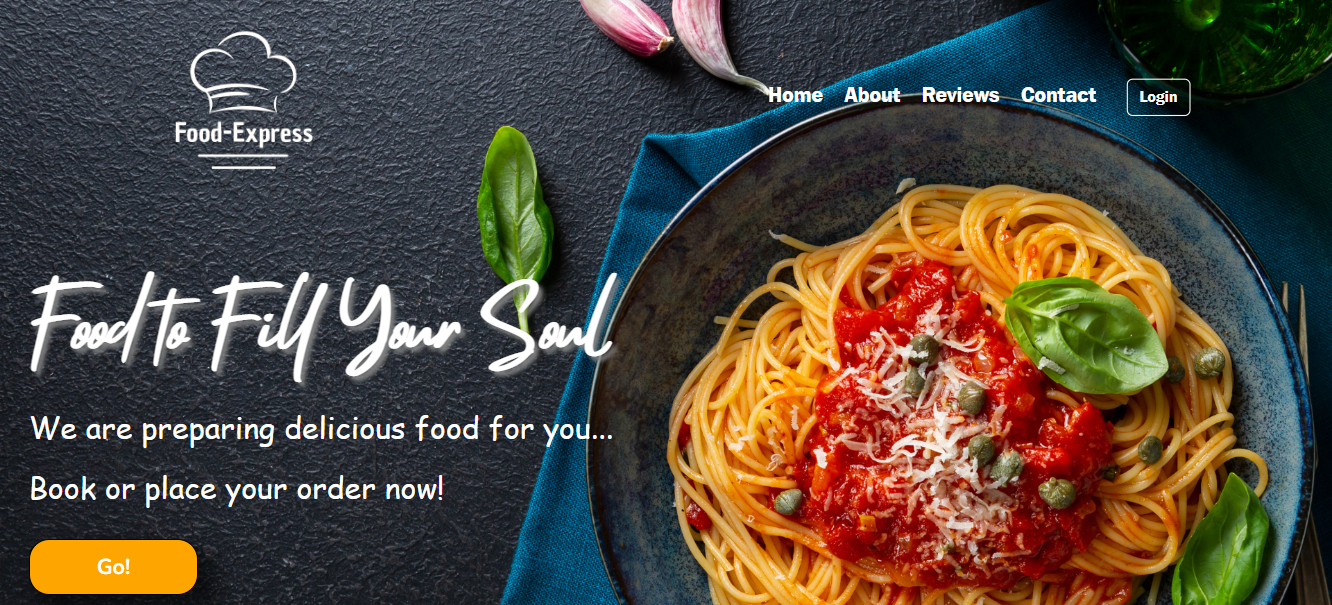 Food-Express
Home About Reviews Contact Login
Food to Fill Your Soul
We are preparing delicious food for you...
Book or place your order now!
Go!